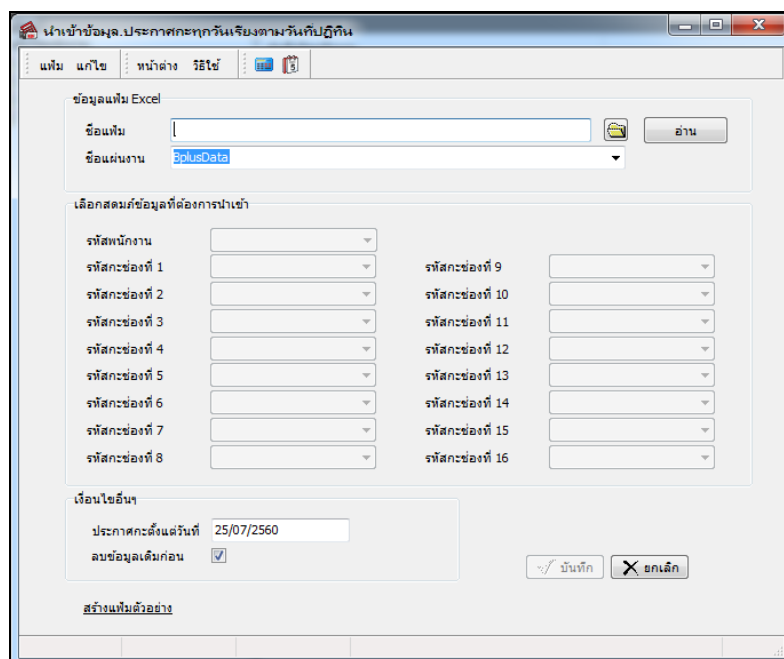 นำเข้าข้อมูล.ประกาศกะทุกวันเรียงตามวันที่ปฏิทิน
แฟ้ม แก้ไข หน้าต่าง วิธีใช้
ข้อมูลแฟ้ม Excel
ชื่อแฟ้ม อ่าน
ชื่อแผ่นงาน BplusData
เลือกสดมภ์ข้อมูลที่ต้องการนำเข้า
รหัสพนักงาน
รหัสกะช่องที่ 1 รหัสกะช่องที่ 9
รหัสกะช่องที่ 2 รหัสกะช่องที่ 10
รหัสกะช่องที่ 3 รหัสกะช่องที่ 11
รหัสกะช่องที่ 4 รหัสกะช่องที่ 12
รหัสกะช่องที่ 5 รหัสกะช่องที่ 13
รหัสกะช่องที่ 6 รหัสกะช่องที่ 14
รหัสกะช่องที่ 7 รหัสกะช่องที่ 15
รหัสกะช่องที่ 8 รหัสกะช่องที่ 16
เงื่อนไขอื่นๆ
ประกาศกะตั้งแต่วันที่ 25/07/2560
ลบข้อมูลเดิมก่อน
บันทึก ยกเลิก
สร้างแฟ้มตัวอย่าง